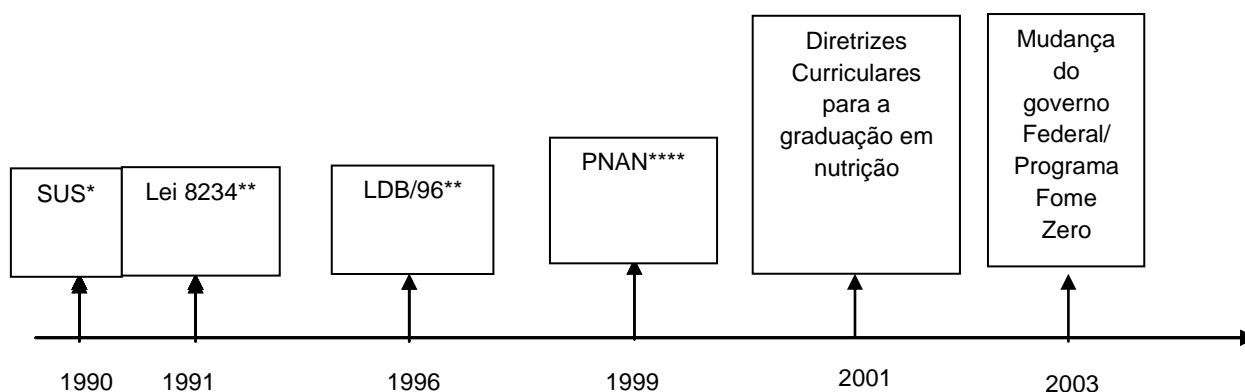 SUS*
Lei 8234**
LDB/96**
PNAN****
Diretrizes
Curriculares
para a
graduação em
nutrição
Mudança
do
governo
Federal/
Programa
Fome
Zero
1990
1991
1996
1999
2001
2003